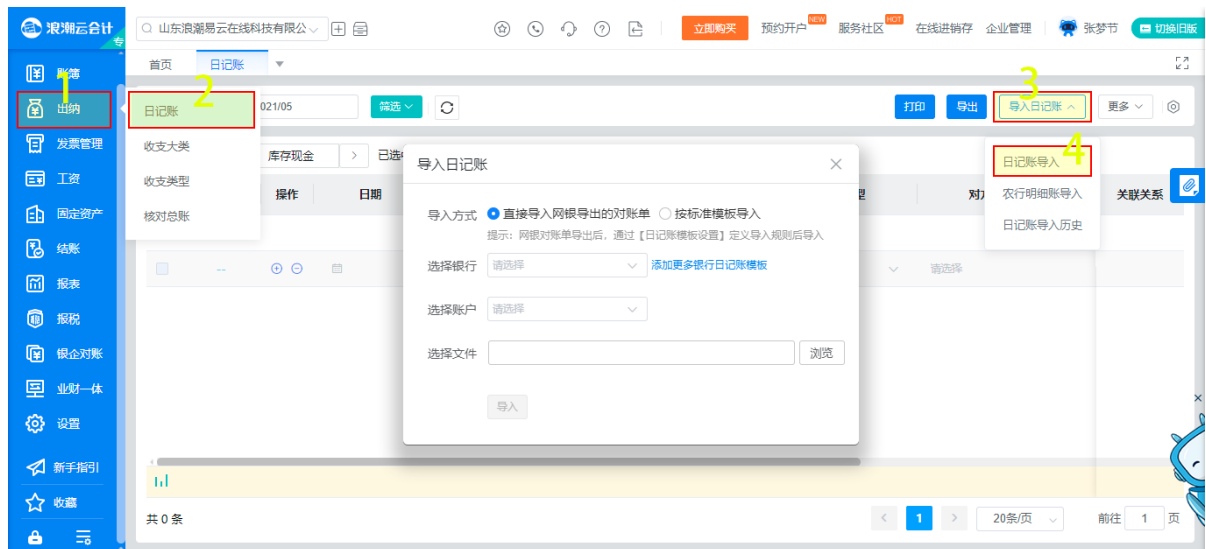 浪潮云会计
专
山东浪潮易云在线科技有限公
立即购买
预约开户
NEW
服务社区
HOT
在线进销存
企业管理
张梦节
切换旧版
首页
日记账
账簿
出纳
发票管理
工资
固定资产
结账
报表
报税
银企对账
业财一体
设置
新手指引
收藏
1
2
3
4
日记账
收支大类
收支类型
核对总账
021/05
筛选
打印
导出
导入日记账
更多
日记账导入
农行明细账导入
日记账导入历史
库存现金
已选
操作
日期
型
对方
关联关系
--
请选择
导入日记账
导入方式
直接导入网银导出的对账单
按标准模板导入
提示：网银对账单导出后，通过【日记账模板设置】定义导入规则后导入
选择银行
请选择
添加更多银行日记账模板
选择账户
请选择
选择文件
浏览
导入
共 0 条
1
20条/页
前往
1
页